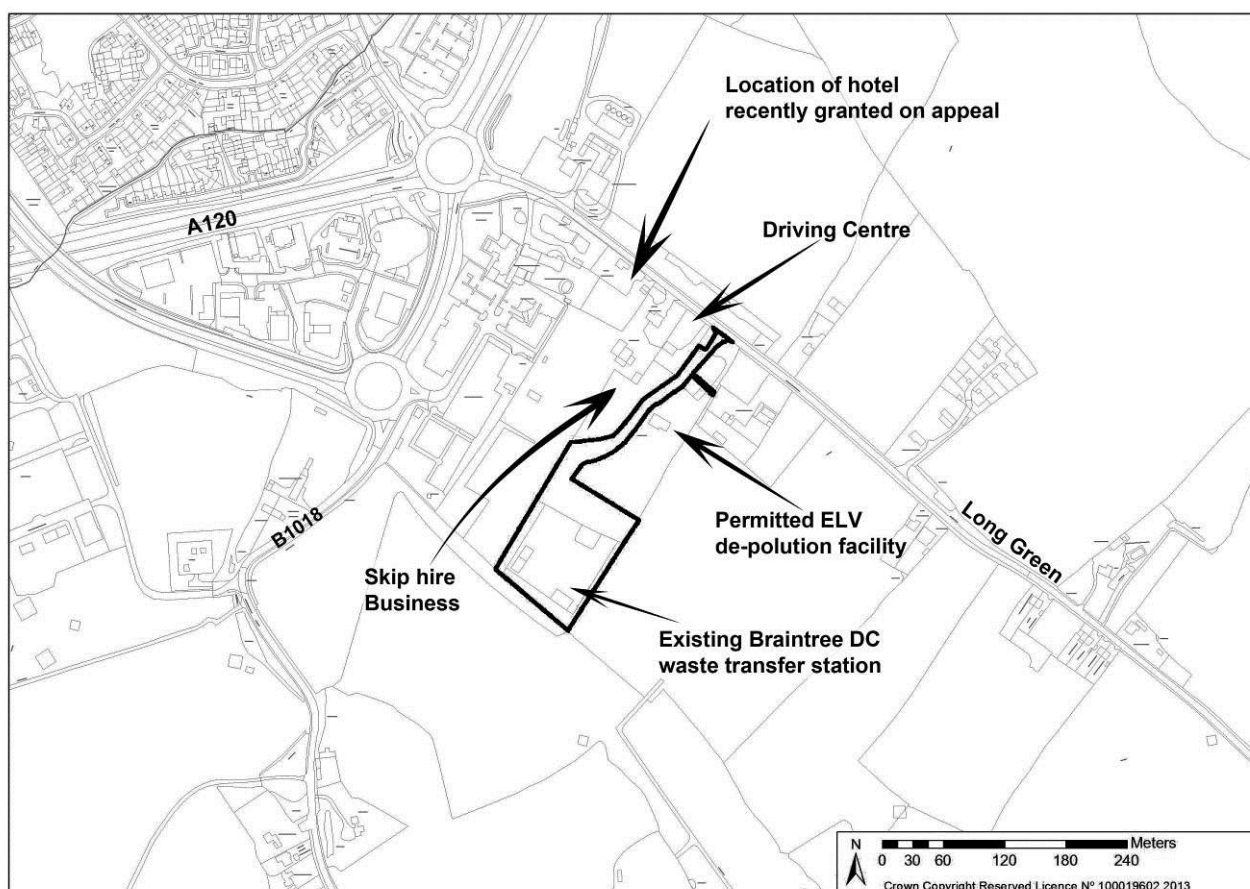 Location of hotel
recently granted on appeal
A120
Driving Centre
B1018
Skip hire
Business
Permitted ELV
de-polution facility
Long Green
Existing Braintree DC
waste transfer station
N
Meters
0 30 60 120 180 240
Crown Copyright Reserved Licence Nº 100019602 2013